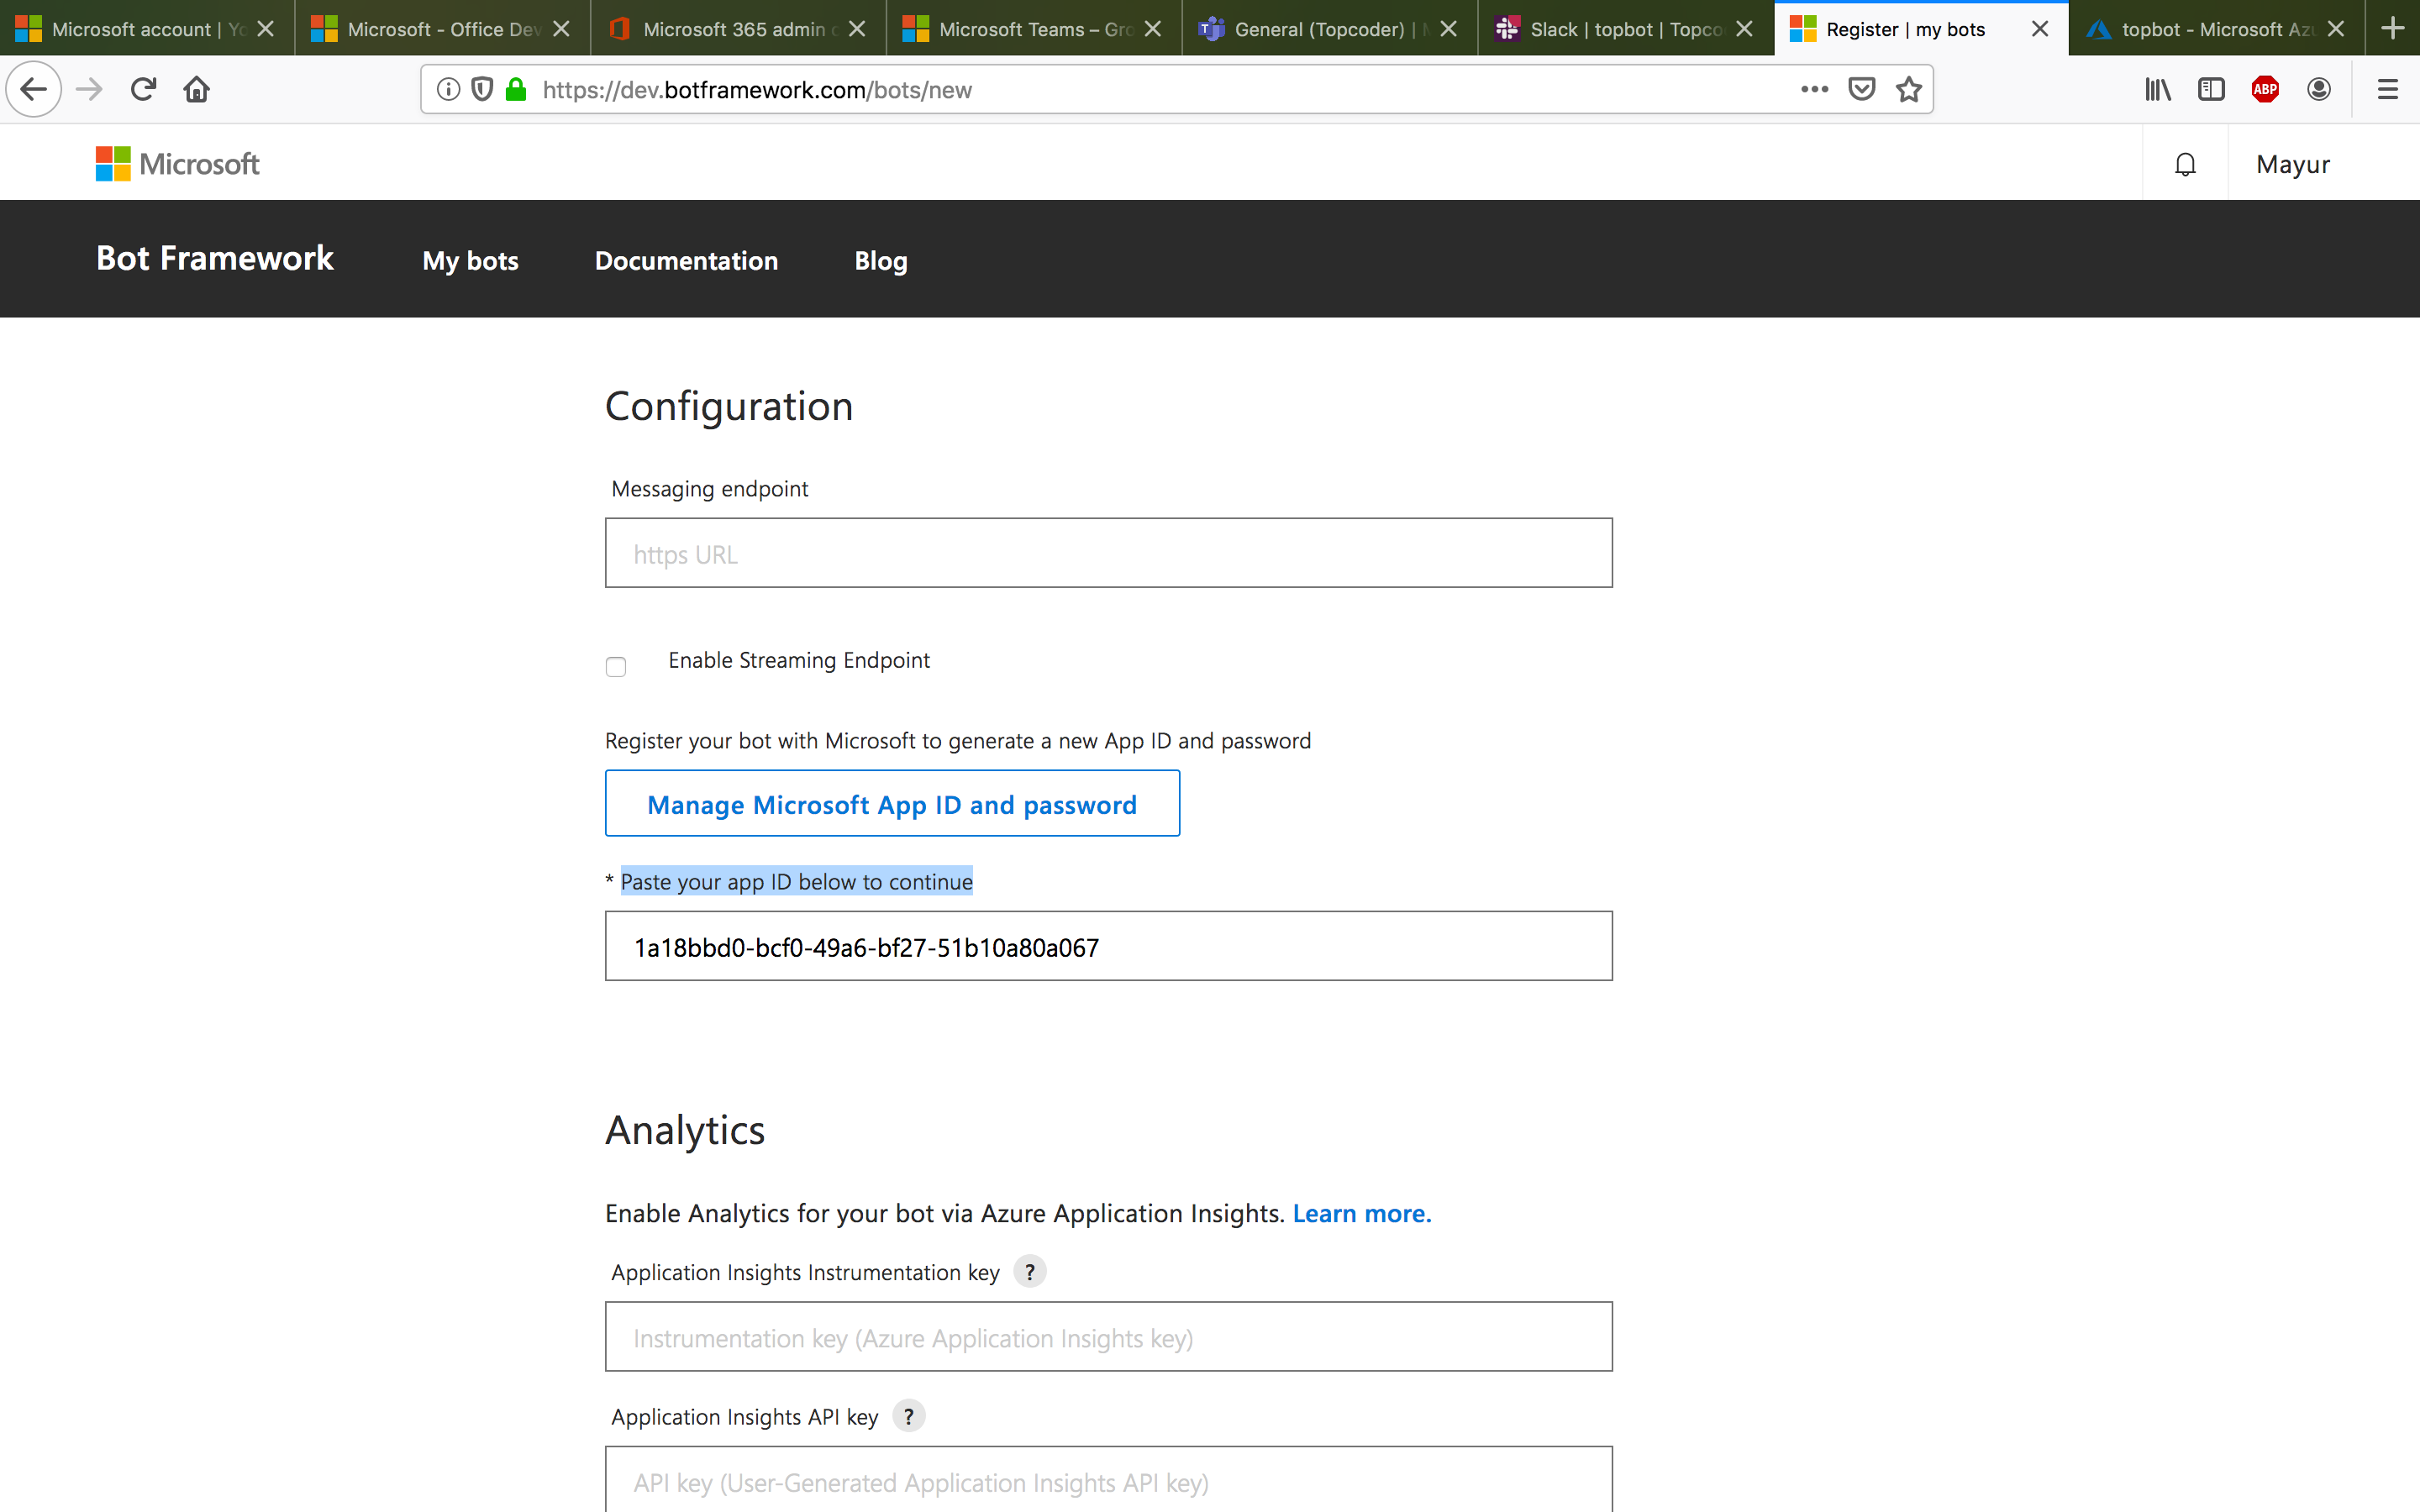 Microsoft account | Yo
Microsoft - Office Dev
Microsoft 365 admin c
Microsoft Teams – Gro
General (Topcoder) | M
Slack | topbot | Topco
Register | my bots
topbot - Microsoft Azu
https://dev.botframework.com/bots/new
ABP
Microsoft
Mayur
Bot Framework
My bots
Documentation
Blog
Configuration
Messaging endpoint
https URL
Enable Streaming Endpoint
Register your bot with Microsoft to generate a new App ID and password
Manage Microsoft App ID and password
* Paste your app ID below to continue
1a18bbd0-bcf0-49a6-bf27-51b10a80a067
Analytics
Enable Analytics for your bot via Azure Application Insights. Learn more.
Application Insights Instrumentation key ?
Instrumentation key (Azure Application Insights key)
Application Insights API key ?
API key (User-Generated Application Insights API key)